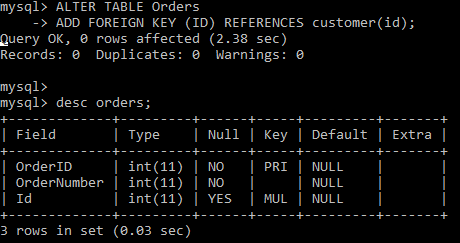 mysql> ALTER TABLE Orders
    -> ADD FOREIGN KEY (ID) REFERENCES customer(id);
Query OK, 0 rows affected (2.38 sec)
Records: 0  Duplicates: 0  Warnings: 0
mysql>
mysql> desc orders;
+-------------+---------+------+-----+---------+-------+
| Field       | Type    | Null | Key | Default | Extra |
+-------------+---------+------+-----+---------+-------+
| OrderID     | int(11) | NO   | PRI | NULL    |       |
| OrderNumber | int(11) | NO   |     | NULL    |       |
| Id          | int(11) | YES  | MUL | NULL    |       |
+-------------+---------+------+-----+---------+-------+
3 rows in set (0.03 sec)